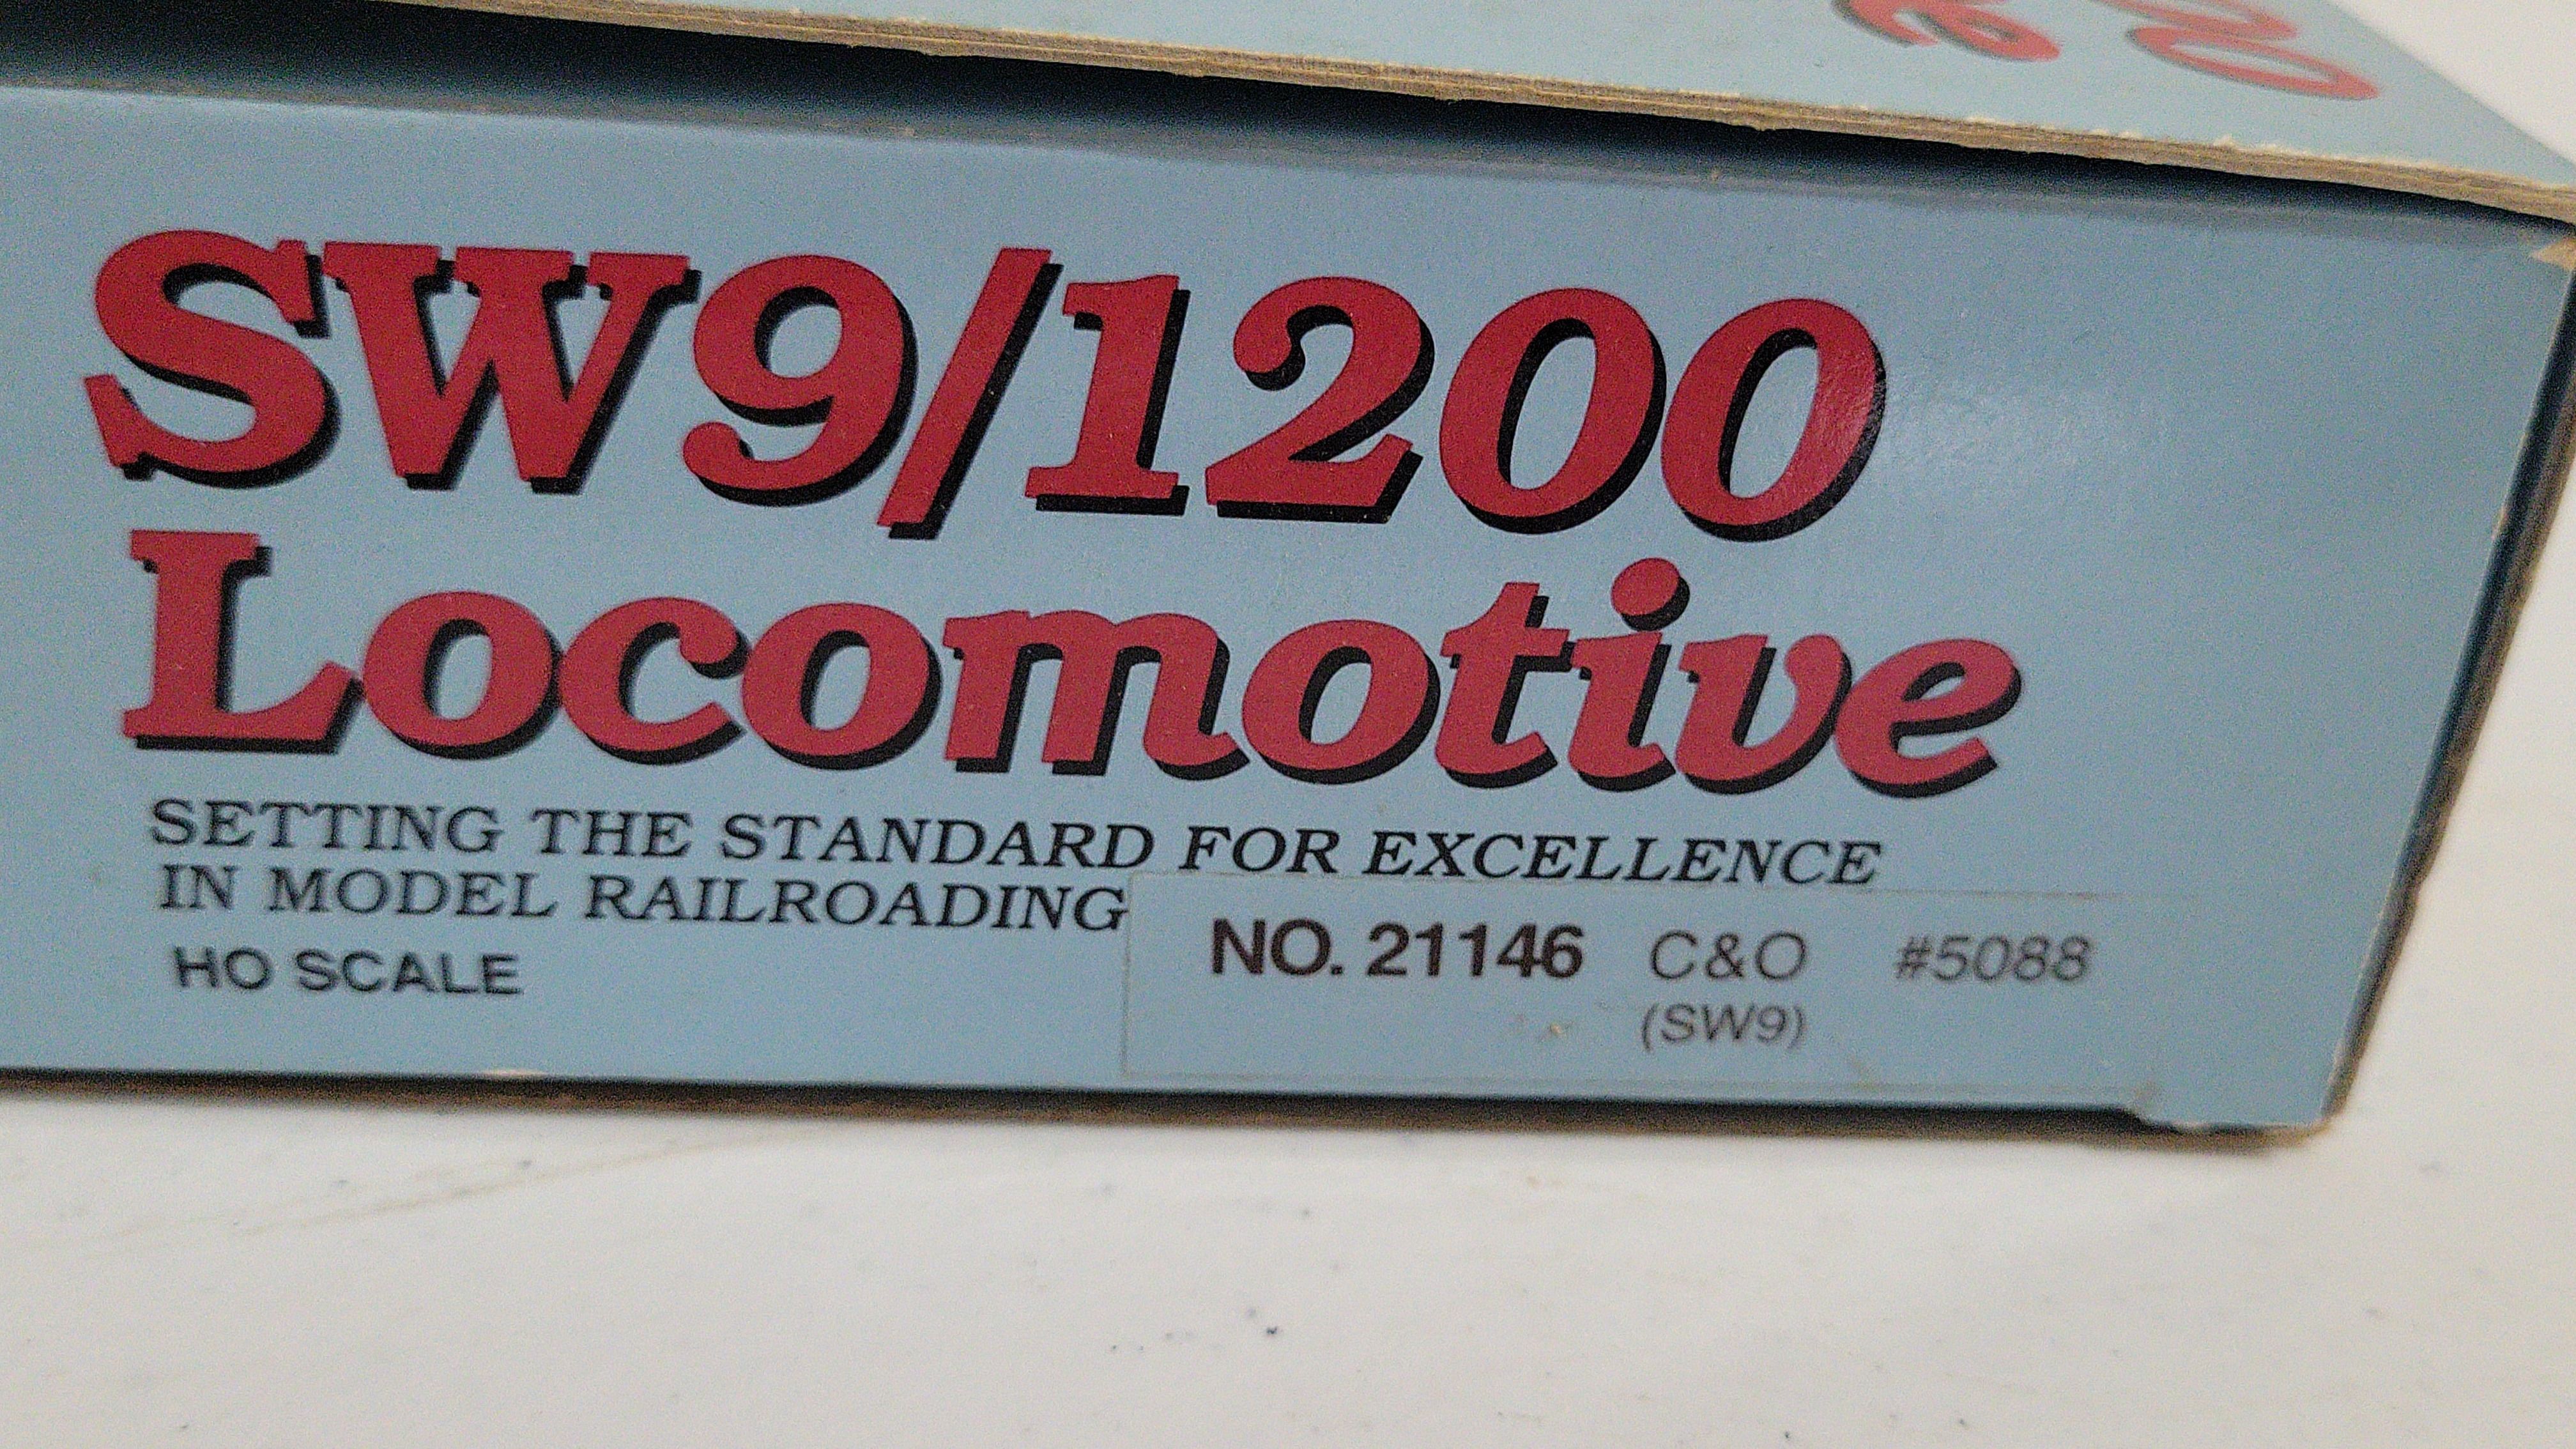 SW9/1200
Locomotive
SETTING THE STANDARD FOR EXCELLENCE
IN MODEL RAILROADING
HO SCALE
NO. 21146 C&O #5088
(SW9)